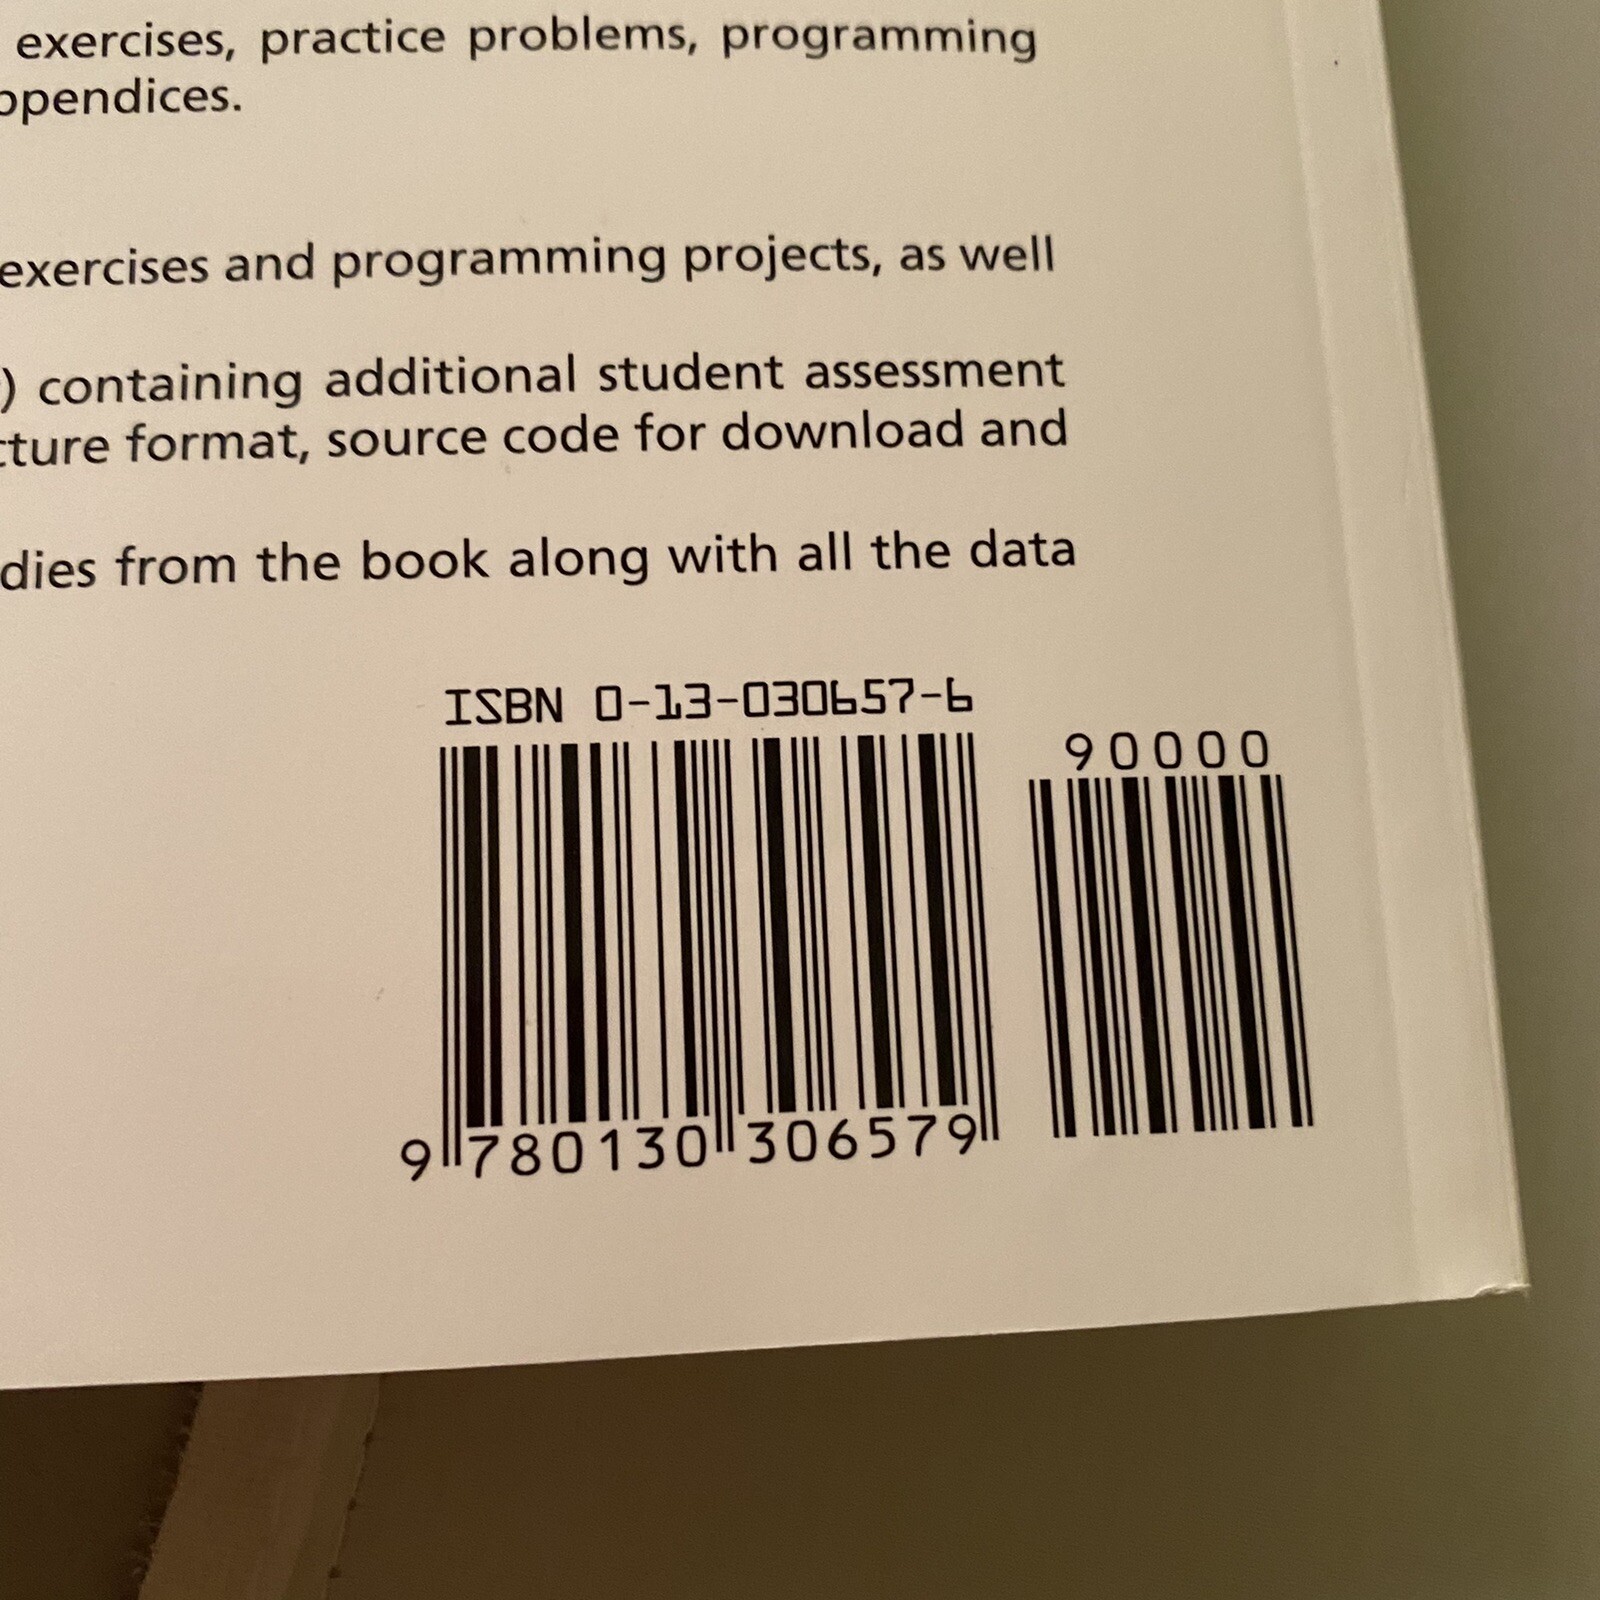 exercises, practice problems, programming
ppendices.
exercises and programming projects, as well
) containing additional student assessment
cture format, source code for download and
dies from the book along with all the data
ISBN 0-13-030657-6
90000
9 780130 306579